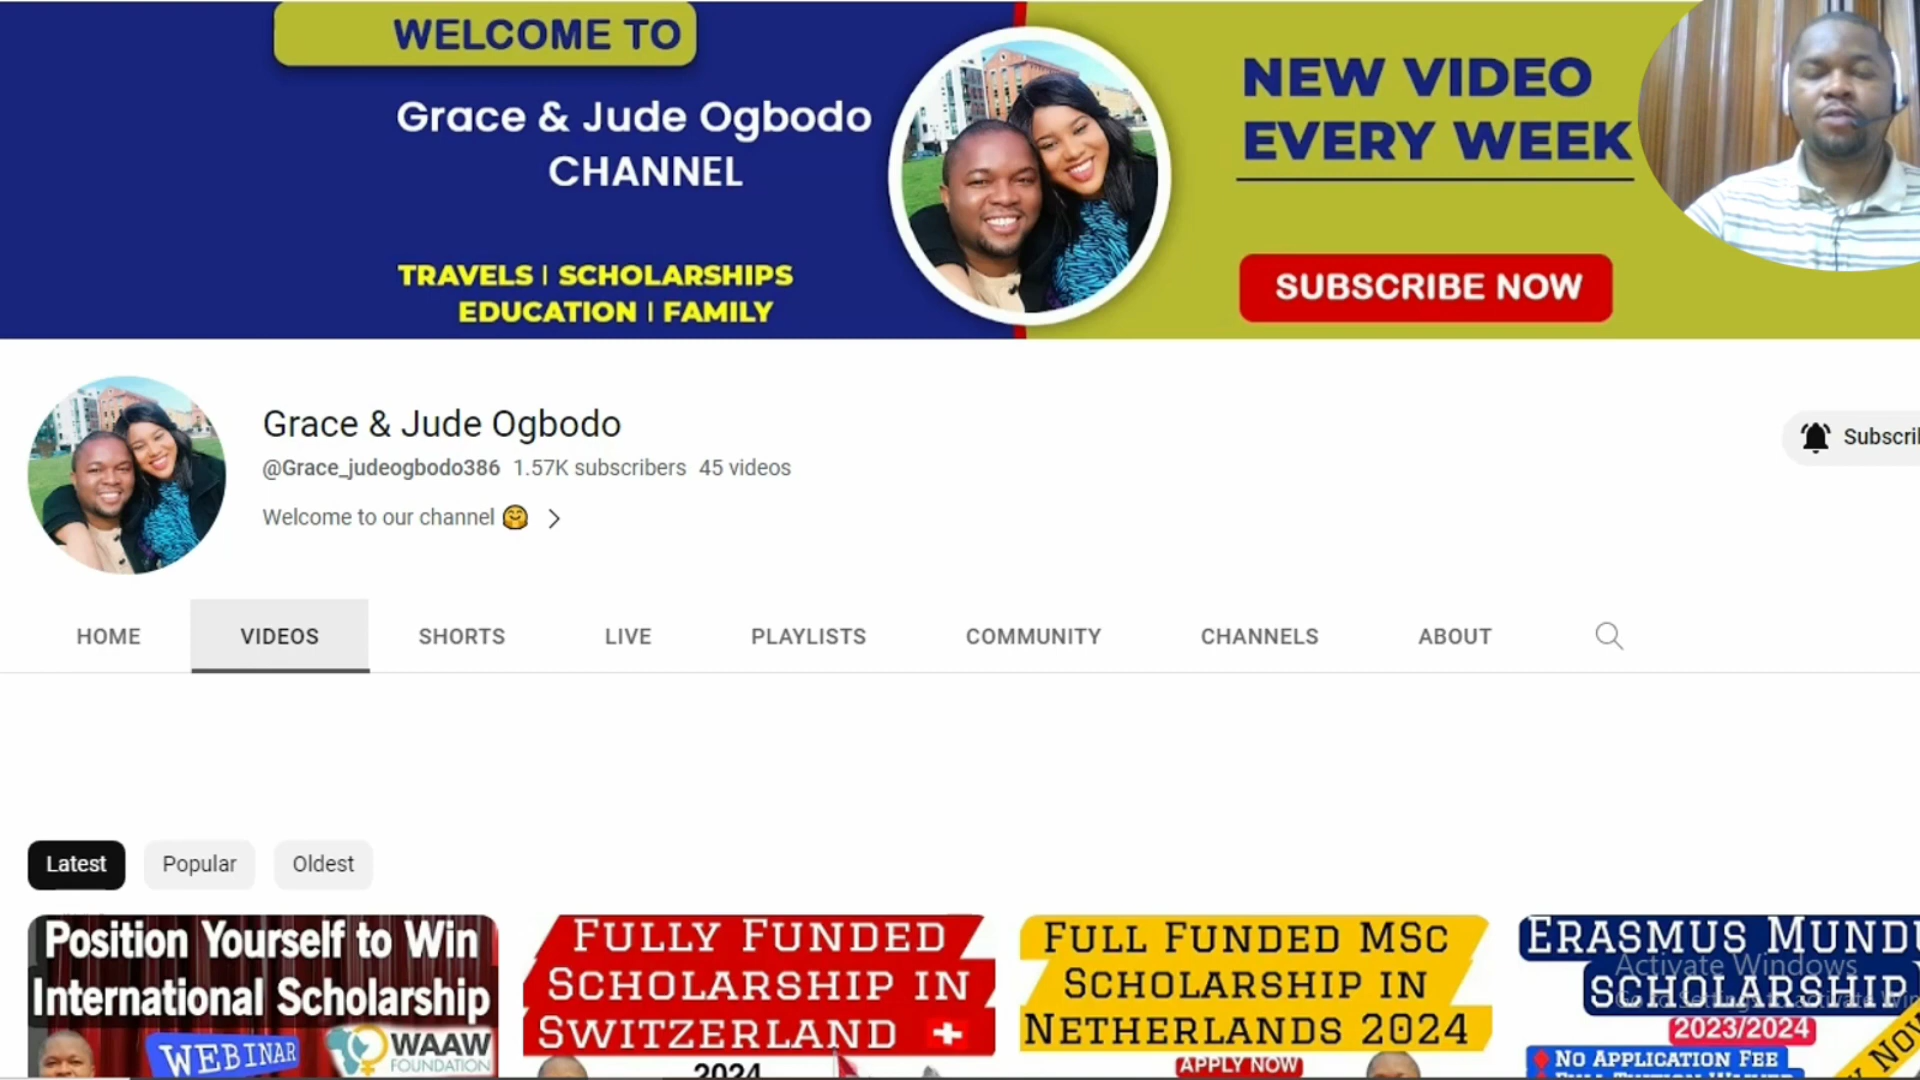 WELCOME TO
Grace & Jude Ogbodo
CHANNEL
TRAVELS | SCHOLARSHIPS
EDUCATION | FAMILY
NEW VIDEO
EVERY WEEK
SUBSCRIBE NOW
Grace & Jude Ogbodo
@Grace_judeogbodo386 1.57K subscribers 45 videos
Welcome to our channel 🤗 >
Subscri
HOME VIDEOS SHORTS LIVE PLAYLISTS COMMUNITY CHANNELS ABOUT
Latest Popular Oldest
Position Yourself to Win
International Scholarship
WEBINAR
WAAW
FOUNDATION
FULLY FUNDED
SCHOLARSHIP IN
SWITZERLAND
2024
FULL FUNDED MSC
SCHOLARSHIP IN
NETHERLANDS 2024
APPLY NOW
ERASMUS MUNDU
SCHOLARSHIP
2023/2024
NO APPLICATION FEE
NOW
Activate Windows